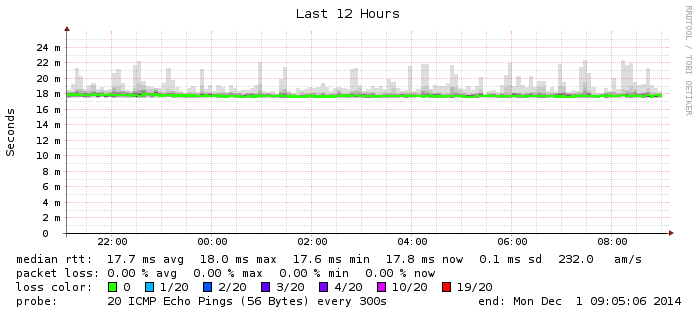 Last 12 Hours
RRDTOOL / TOBI OETIKER
Seconds
24 m
22 m
20 m
18 m
16 m
14 m
12 m
10 m
8 m
6 m
4 m
2 m
0
22:00 00:00 02:00 04:00 06:00 08:00
median rtt: 17.7 ms avg 18.0 ms max 17.6 ms min 17.8 ms now 0.1 ms sd 232.0 am/s
packet loss: 0.00 % avg 0.00 % max 0.00 % min 0.00 % now
loss color: 0 1/20 2/20 3/20 4/20 10/20 19/20
probe: 20 ICMP Echo Pings (56 Bytes) every 300s end: Mon Dec 1 09:05:06 2014